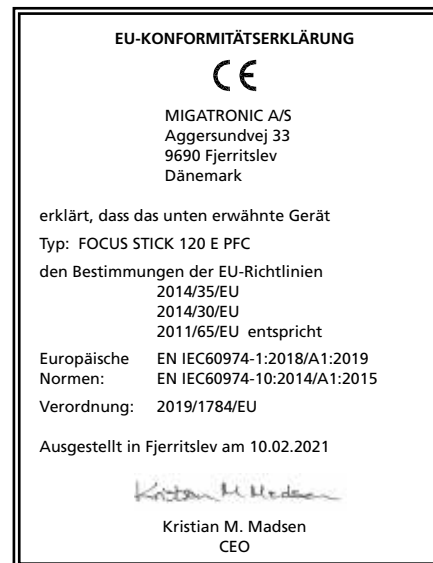 EU-KONFORMITÄTSERKLÄRUNG
CE
MIGATRONIC A/S
Aggersundvej 33
9690 Fjerritslev
Dänemark
erklärt, dass das unten erwähnte Gerät
Typ: FOCUS STICK 120 E PFC
den Bestimmungen der EU-Richtlinien
2014/35/EU
2014/30/EU
2011/65/EU entspricht
Europäische EN IEC60974-1:2018/A1:2019
Normen: EN IEC60974-10:2014/A1:2015
Verordnung: 2019/1784/EU
Ausgestellt in Fjerritslev am 10.02.2021
Kristian M Madsen
Kristian M. Madsen
CEO